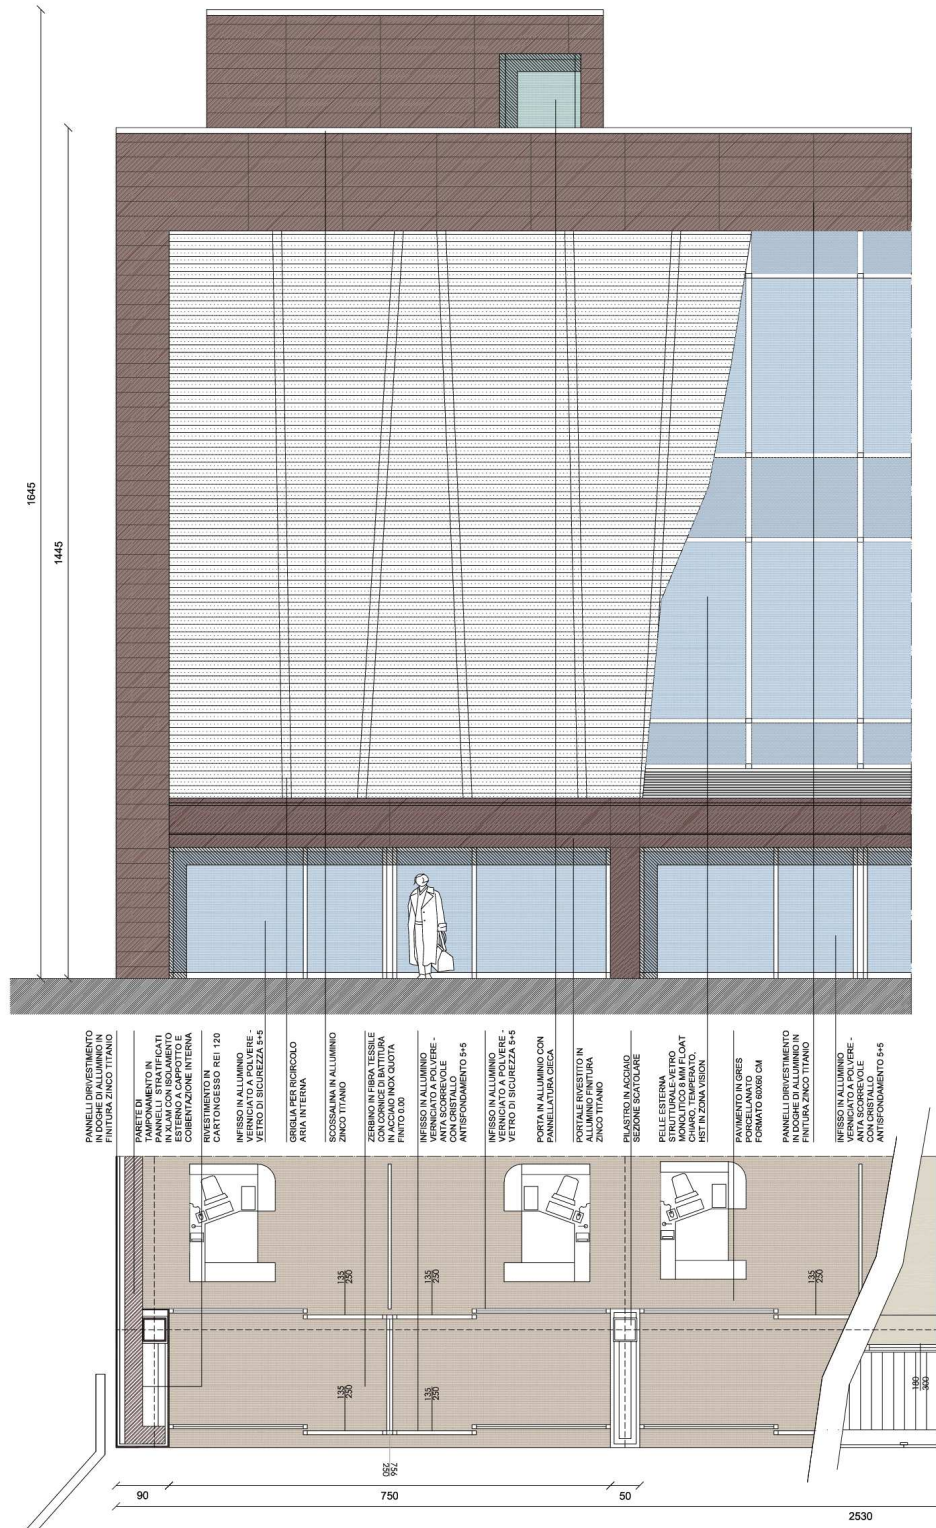 1645
1445
PANNELLI DIRIVESTIMENTO
IN DOGHE DI ALLUMINIO IN
FINITURA ZINCO TITANIO
PARETE DI
TAMPONAMENTO IN
PANNELLI STRATIFICATI
IN XLAM CON ISOLAMENTO
ESTERNO A CAPPOTTO E
COIBENTAZIONE INTERNA
RIVESTIMENTO IN
CARTONGESSO REI 120
INFISSO IN ALLUMINIO
VERNICIATO A POLVERE -
VETRO DI SICUREZZA 5+5
GRIGLIA PER RICIRCOLO
ARIA INTERNA
SCOSSALINA IN ALLUMINIO
ZINCO TITANIO
ZERBINO IN FIBRA TESSILE
CON CORNICE DI BATTITURA
IN ACCIAIO INOX QUOTA
FINITO 0.00
INFISSO IN ALLUMINIO
VERNICIATO A POLVERE -
ANTA SCORREVOLE
CON CRISTALLO
ANTISFONDAMENTO 5+5
INFISSO IN ALLUMINIO
VERNICIATO A POLVERE -
VETRO DI SICUREZZA 5+5
PORTA IN ALLUMINIO CON
PANNELLATURA CIECA
PORTALE RIVESTITO IN
ALLUMINIO FINITURA
ZINCO TITANIO
PILASTRO IN ACCIAIO
SEZIONE SCATOLARE
PELLE ESTERNA
STRUTTURALE-VETRO
MONOLITICO 8 MM FLOAT
CHIARO, TEMPERATO,
HST IN ZONA VISION
PAVIMENTO IN GRES
PORCELLANATO
FORMATO 60X60 CM
PANNELLI DIRIVESTIMENTO
IN DOGHE DI ALLUMINIO IN
FINITURA ZINCO TITANIO
INFISSO IN ALLUMINIO
VERNICIATO A POLVERE -
ANTA SCORREVOLE
CON CRISTALLO
ANTISFONDAMENTO 5+5
135
250
135
250
135
250
135
250
135
250
180
300
756
250
90
750
50
2530